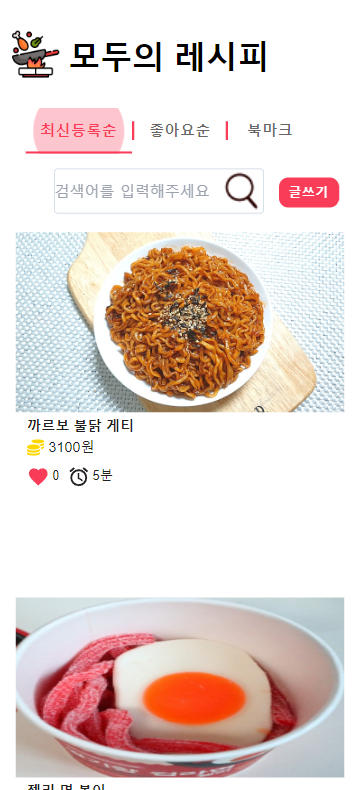 모두의 레시피
최신등록순 | 좋아요순 | 북마크
검색어를 입력해주세요
글쓰기
까르보 불닭 게티
3100원
0 5분